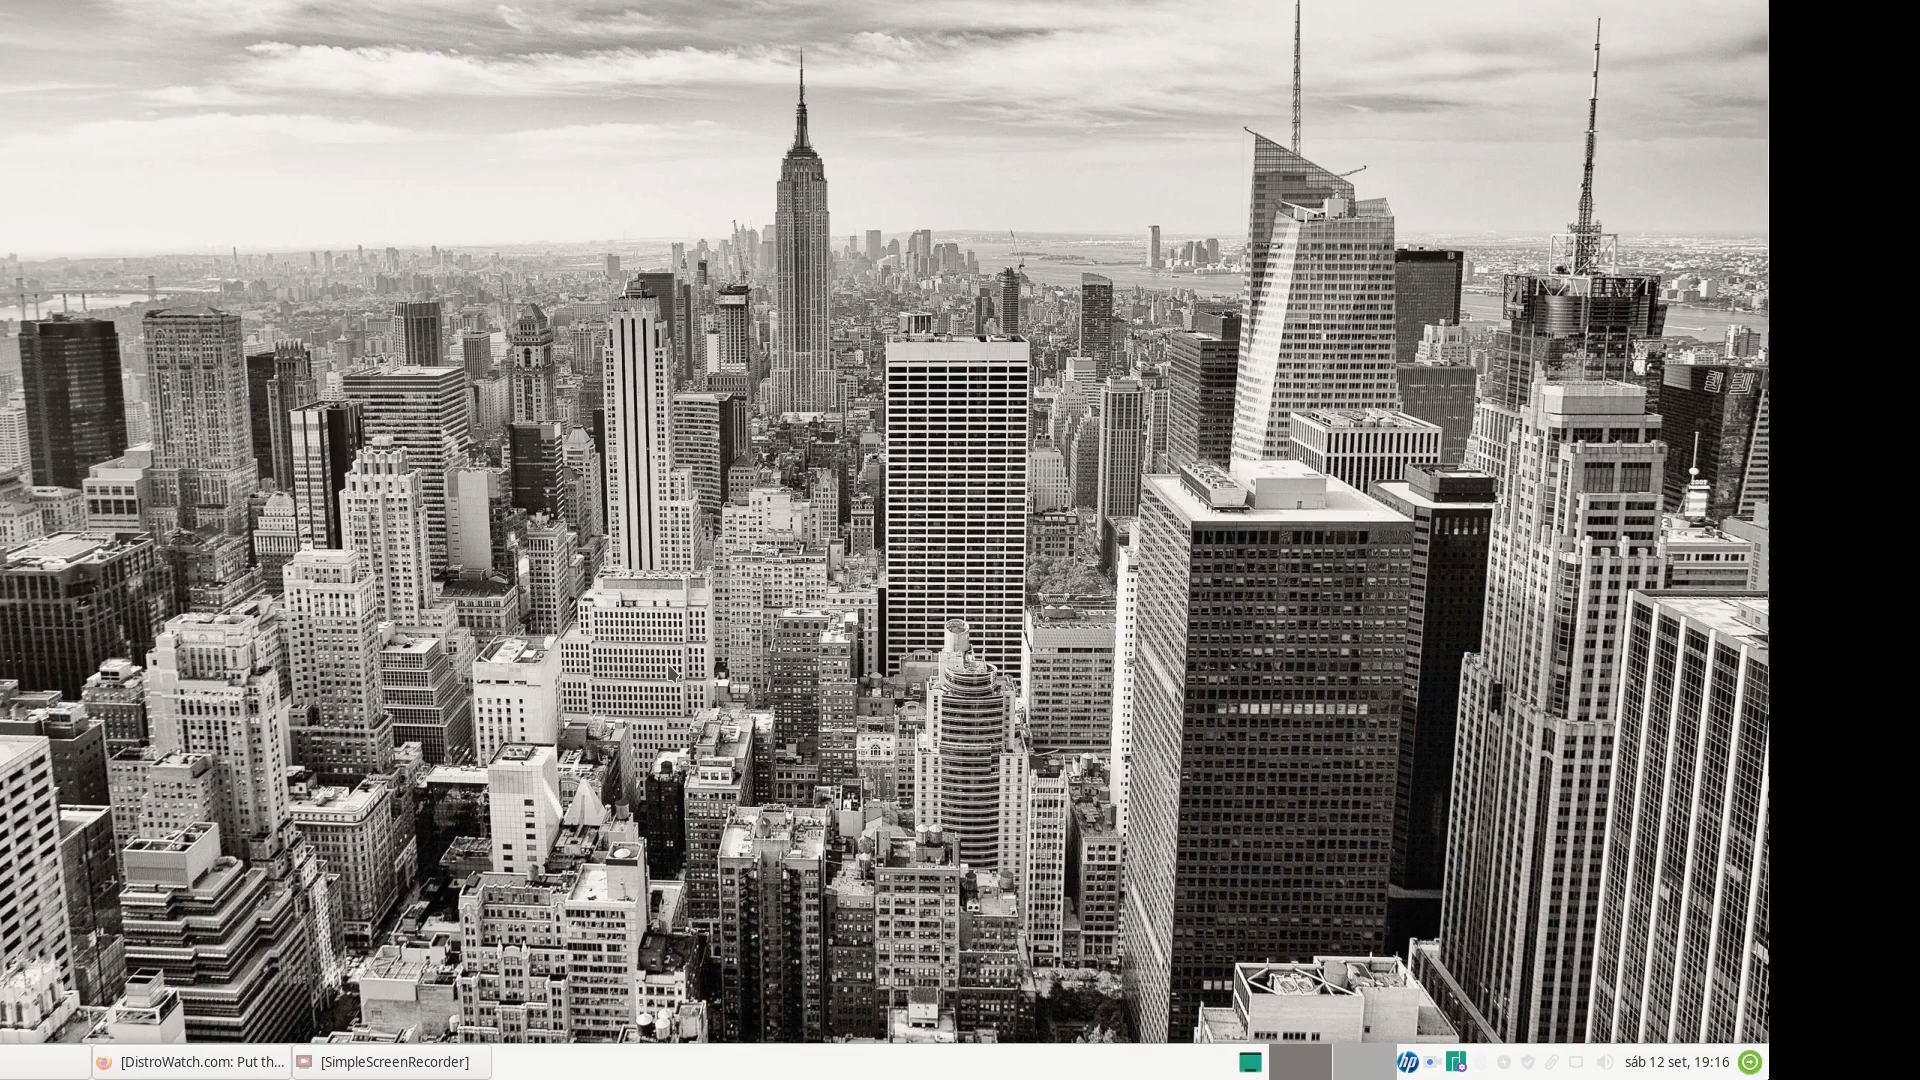 [DistroWatch.com: Put th...
[SimpleScreenRecorder]
hp
sáb 12 set, 19:16